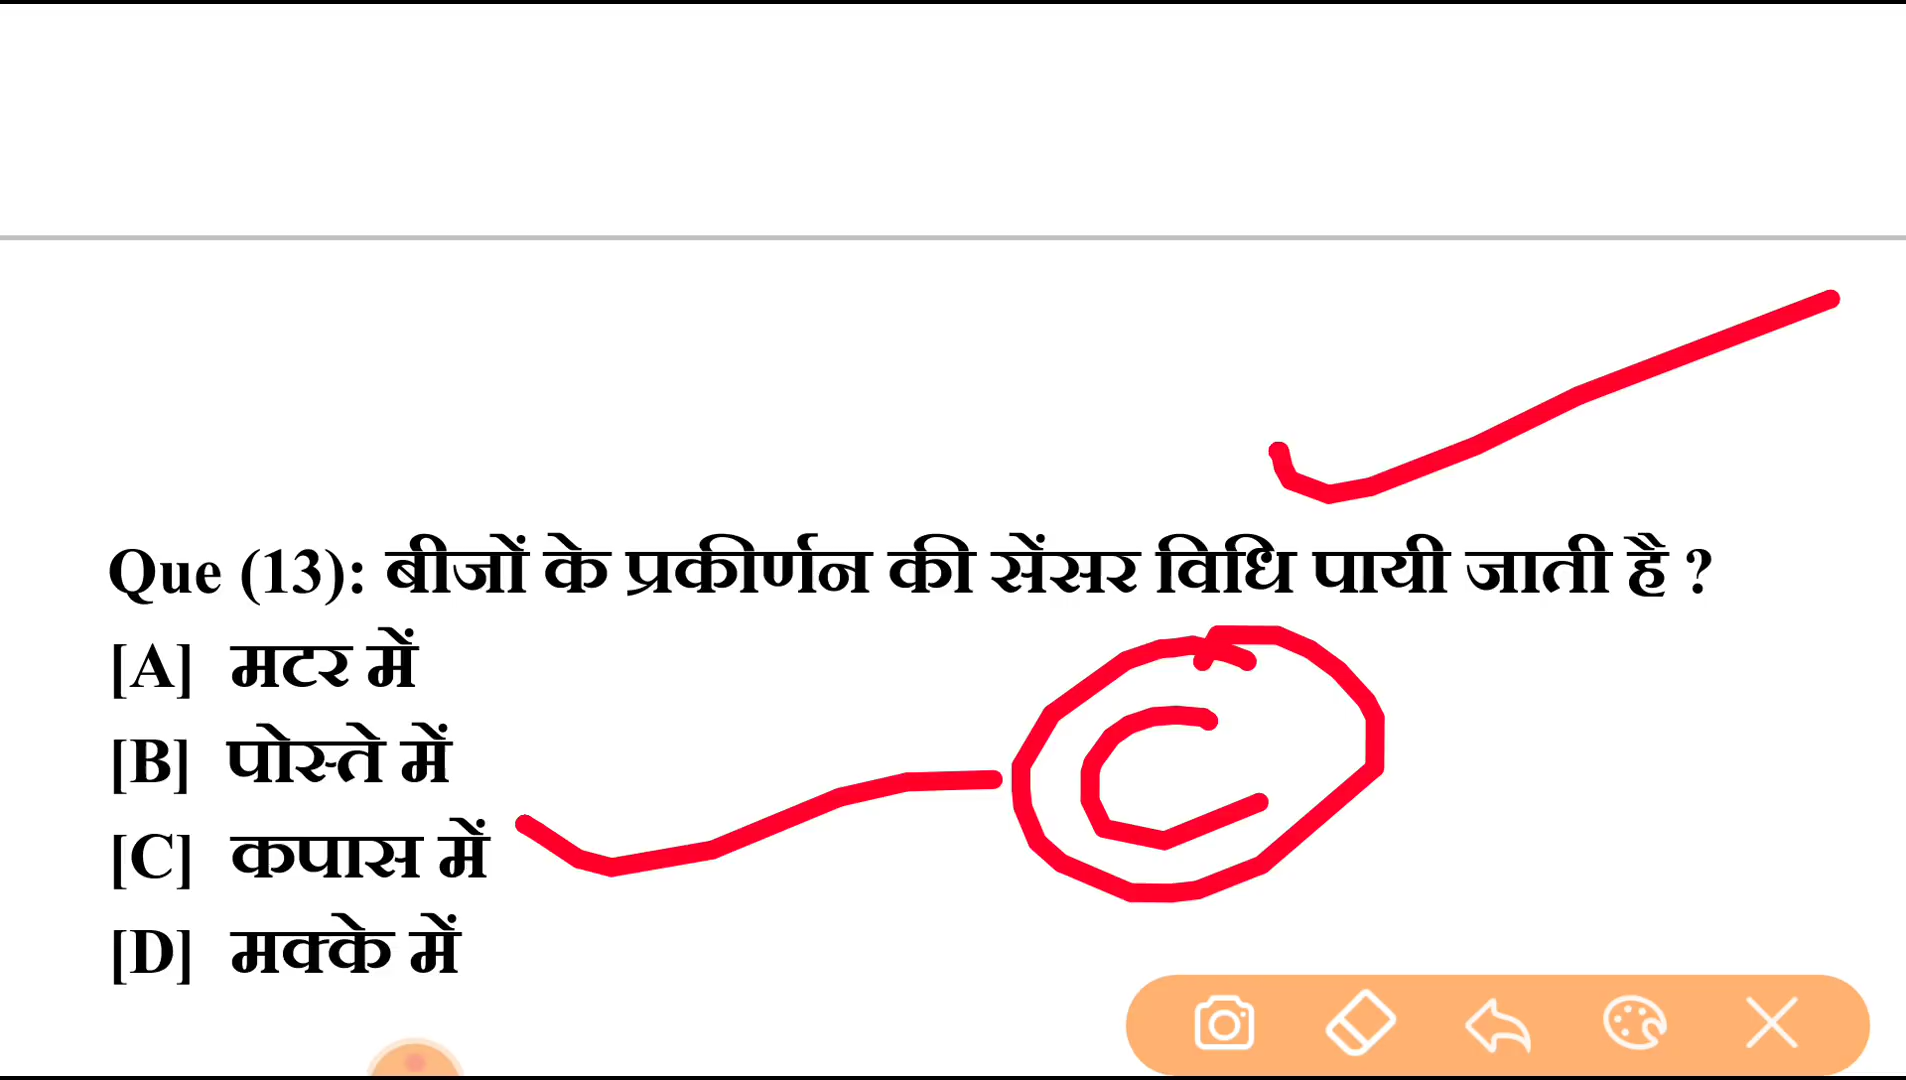 Que (13): बीजों के प्रकीर्णन की सेंसर विधि पायी जाती है ?
[A] मटर में
[B] पोस्ते में
C
[C] कपास में
[D] मक्के में